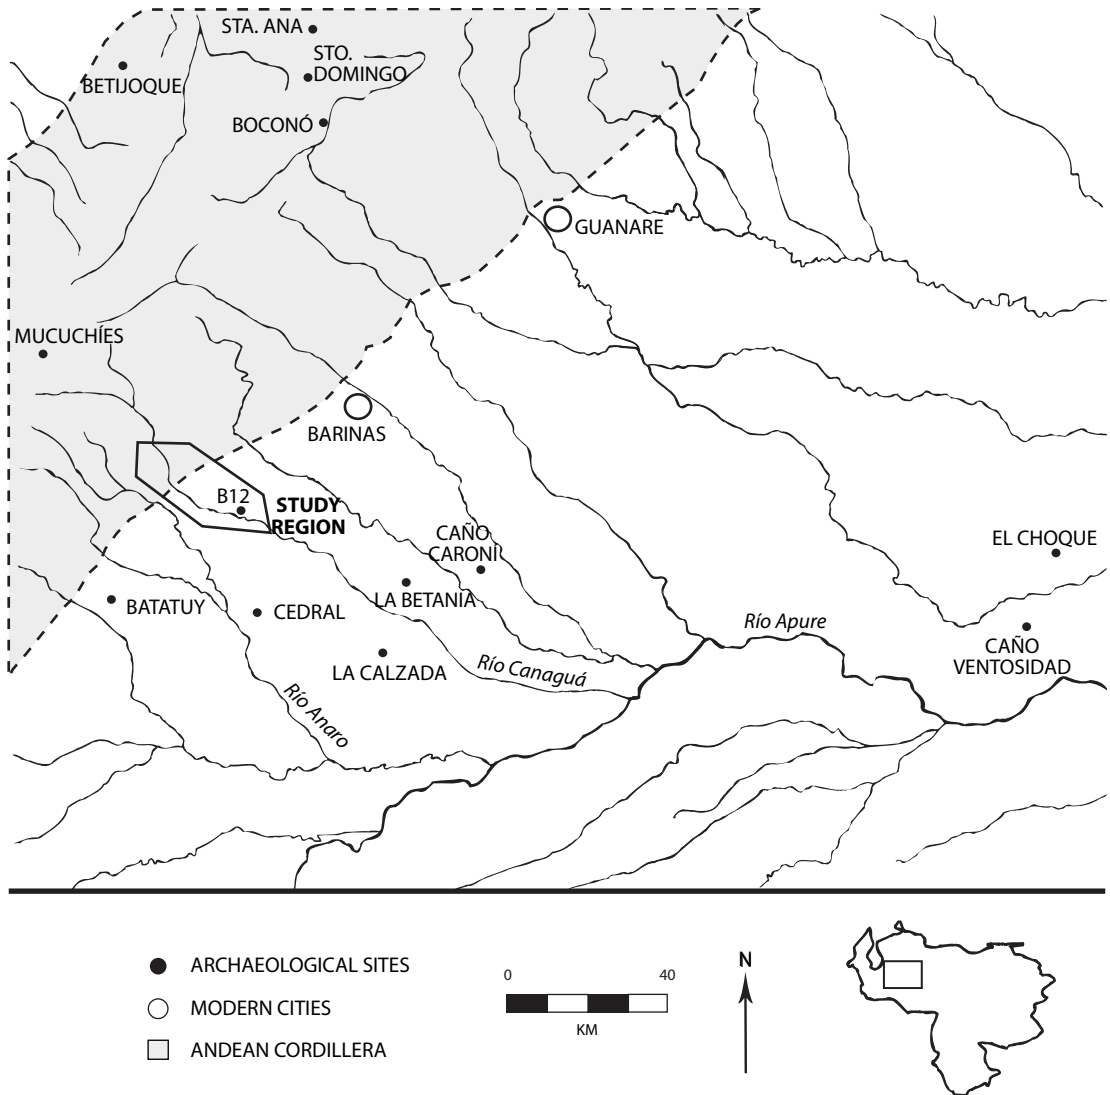 STA. ANA
STO.
DOMINGO
BETIJOQUE
BOCONÓ
GUANARE
MUCUCHÍES
BARINAS
B12
STUDY
REGION
CAÑO
CARONÍ
EL CHOQUE
LA BETANIA
BATATUY
CEDRAL
Río Apure
CAÑO
VENTOSIDAD
LA CALZADA
Río Canaguá
Río Anaro
ARCHAEOLOGICAL SITES
MODERN CITIES
ANDEAN CORDILLERA
0 40
KM
N